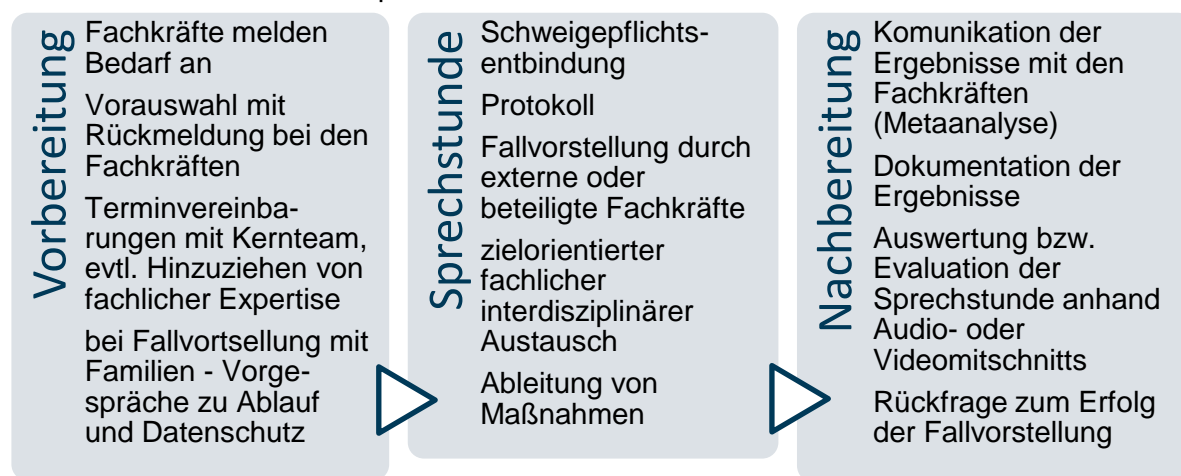 Vorbereitung
Fachkräfte melden
Bedarf an
Vorauswahl mit
Rückmeldung bei den
Fachkräften
Terminvereinba-
rungen mit Kernteam,
evtl. Hinzuziehen von
fachlicher Expertise
bei Fallvortsellung mit
Familien - Vorge-
spräche zu Ablauf
und Datenschutz
Sprechstunde
Schweigepflichts-
entbindung
Protokoll
Fallvorstellung durch
externe oder
beteiligte Fachkräfte
zielorientierter
fachlicher
interdisziplinärer
Austausch
Ableitung von
Maßnahmen
Nachbereitung
Komunikation der
Ergebnisse mit den
Fachkräften
(Metaanalyse)
Dokumentation der
Ergebnisse
Auswertung bzw.
Evaluation der
Sprechstunde anhand
Audio- oder
Videomitschnitts
Rückfrage zum Erfolg
der Fallvorstellung